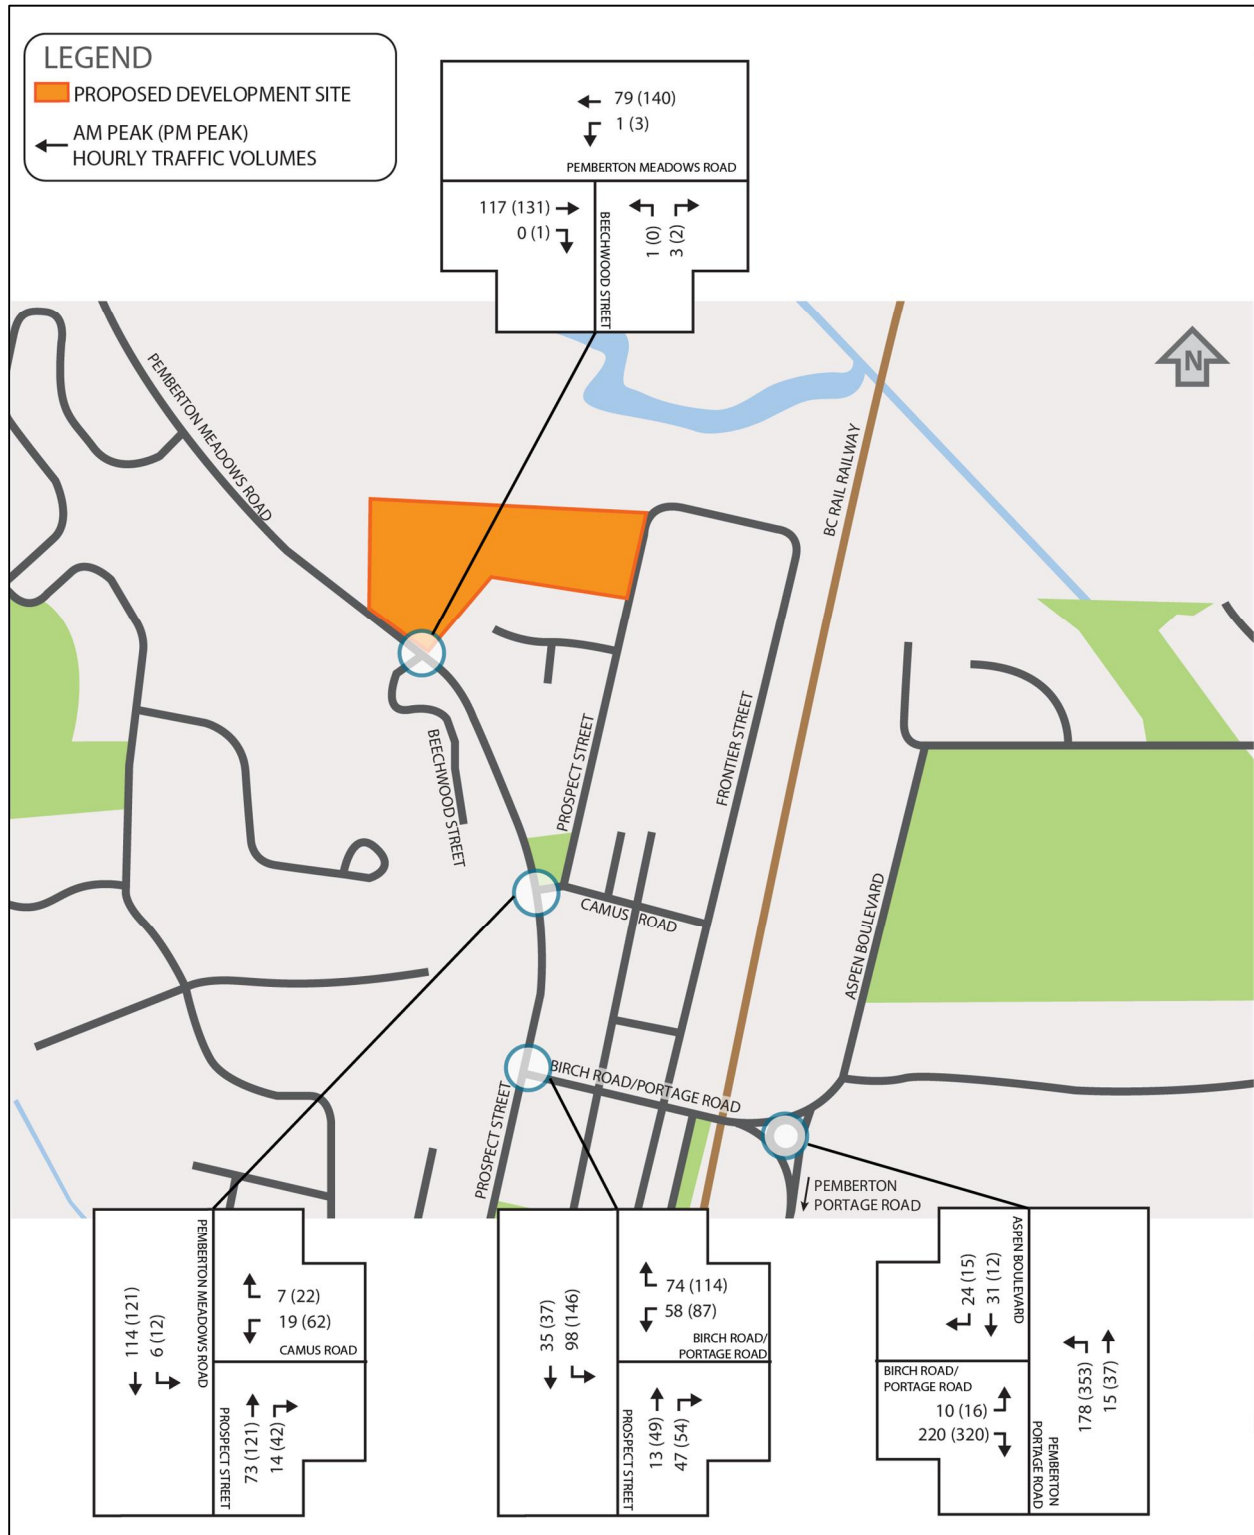 LEGEND
PROPOSED DEVELOPMENT SITE
AM PEAK (PM PEAK)
HOURLY TRAFFIC VOLUMES
79 (140)
1 (3)
PEMBERTON MEADOWS ROAD
117 (131)
0 (1)
BEECHWOOD STREET
1 (0)
3 (2)
N
PEMBERTON MEADOWS ROAD
BC RAIL RAILWAY
BEECHWOOD STREET
PROSPECT STREET
FRONTIER STREET
CAMUS ROAD
ASPEN BOULEVARD
BIRCH ROAD/PORTAGE ROAD
PROSPECT STREET
PEMBERTON
PORTAGE ROAD
114 (121)
6 (12)
PEMBERTON MEADOWS ROAD
7 (22)
19 (62)
CAMUS ROAD
PROSPECT STREET
73 (121)
14 (42)
35 (37)
98 (146)
74 (114)
58 (87)
BIRCH ROAD/
PORTAGE ROAD
PROSPECT STREET
13 (49)
47 (54)
24 (15)
31 (12)
ASPEN BOULEVARD
BIRCH ROAD/
PORTAGE ROAD
10 (16)
220 (320)
PEMBERTON
PORTAGE ROAD
178 (353)
15 (37)